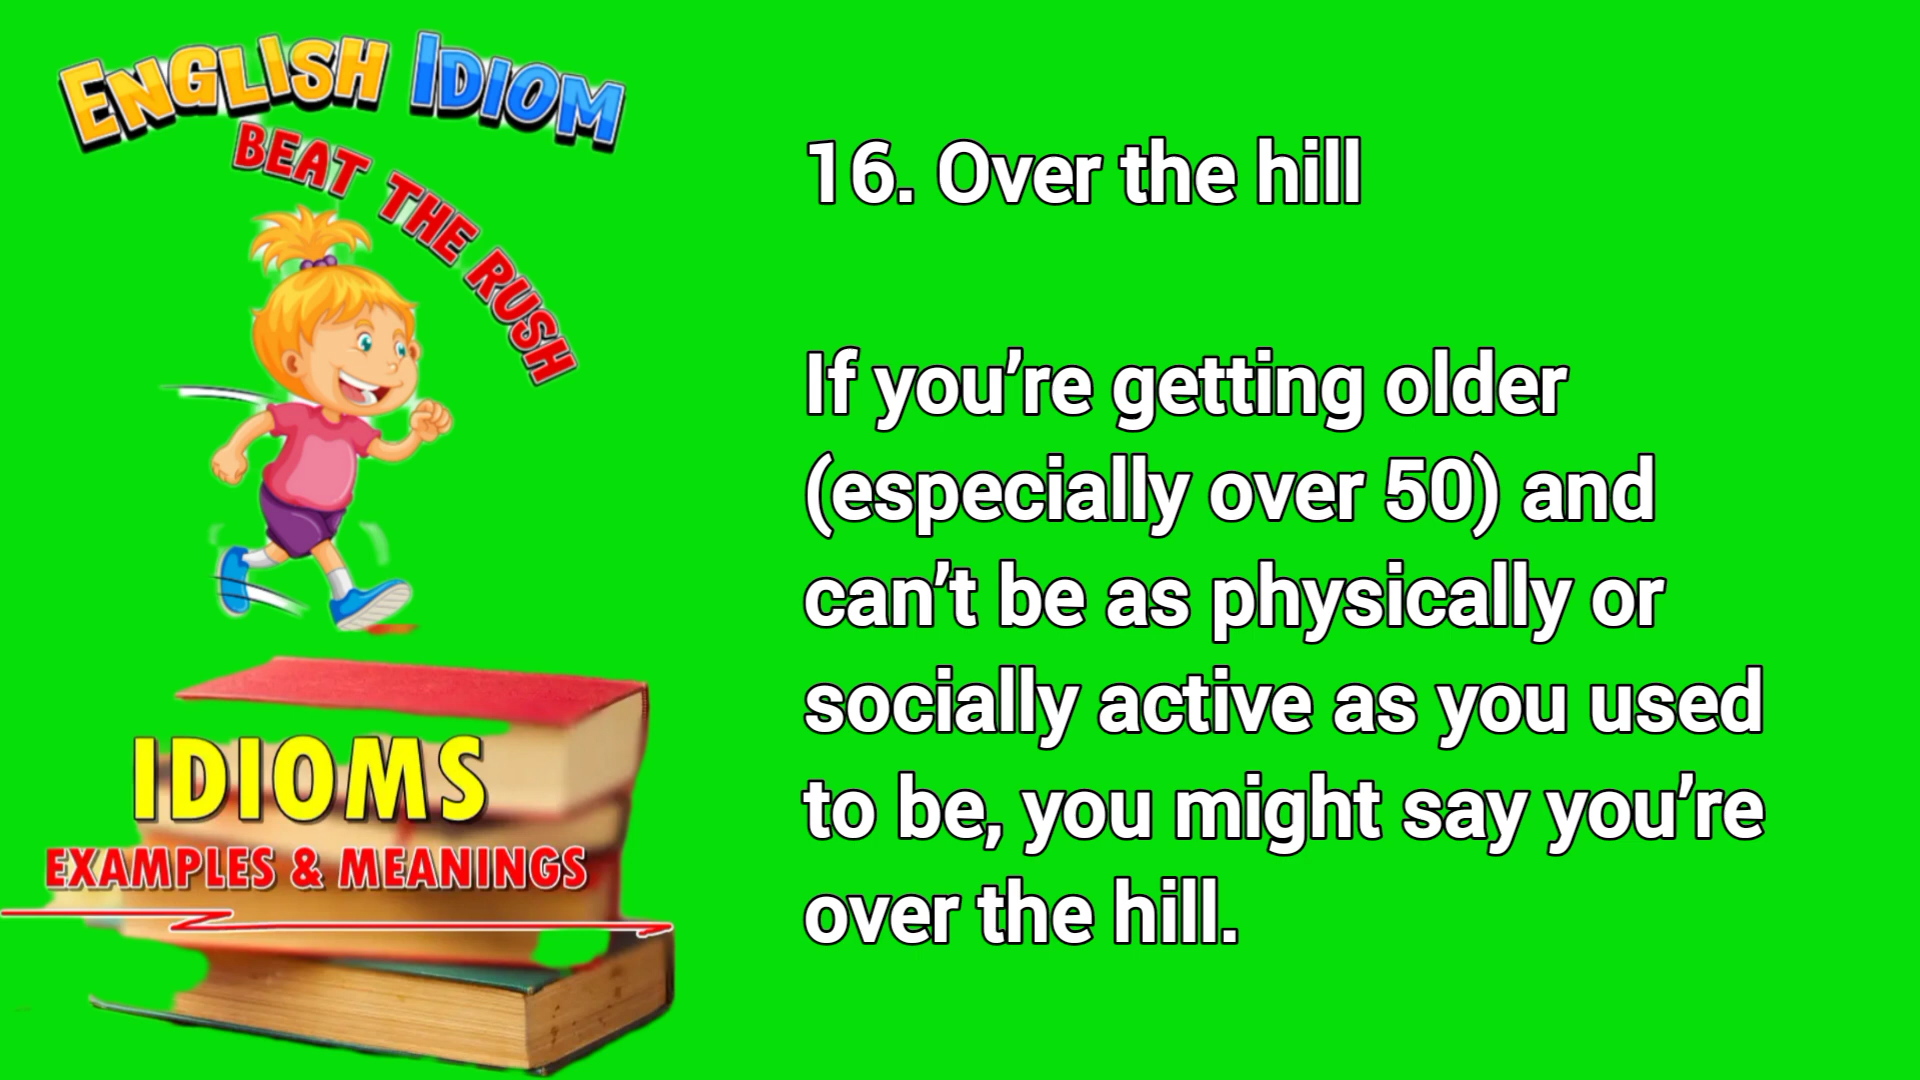 ENGLISH IDIOM
BEAT THE RUSH
IDIOMS
EXAMPLES & MEANINGS
16. Over the hill
If you’re getting older
(especially over 50) and
can’t be as physically or
socially active as you used
to be, you might say you’re
over the hill.